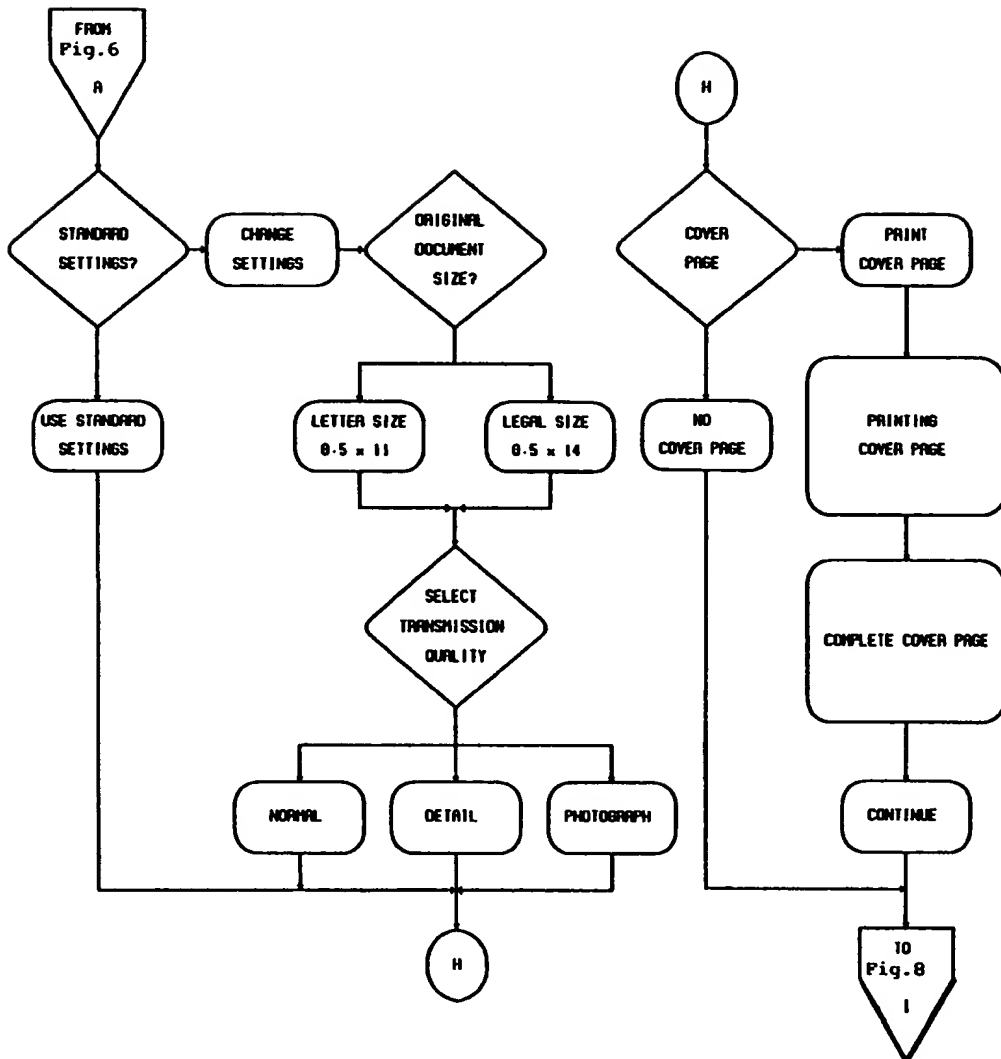 FROM
Fig.6
A
STANDARD
SETTINGS?
CHANGE
SETTINGS
ORIGINAL
DOCUMENT
SIZE?
USE STANDARD
SETTINGS
LETTER SIZE
8.5 x 11
LEGAL SIZE
8.5 x 14
SELECT
TRANSMISSION
QUALITY
NORMAL
DETAIL
PHOTOGRAPH
H
H
COVER
PAGE
PRINT
COVER PAGE
NO
COVER PAGE
PRINTING
COVER PAGE
COMPLETE COVER PAGE
CONTINUE
TO
Fig.8
I